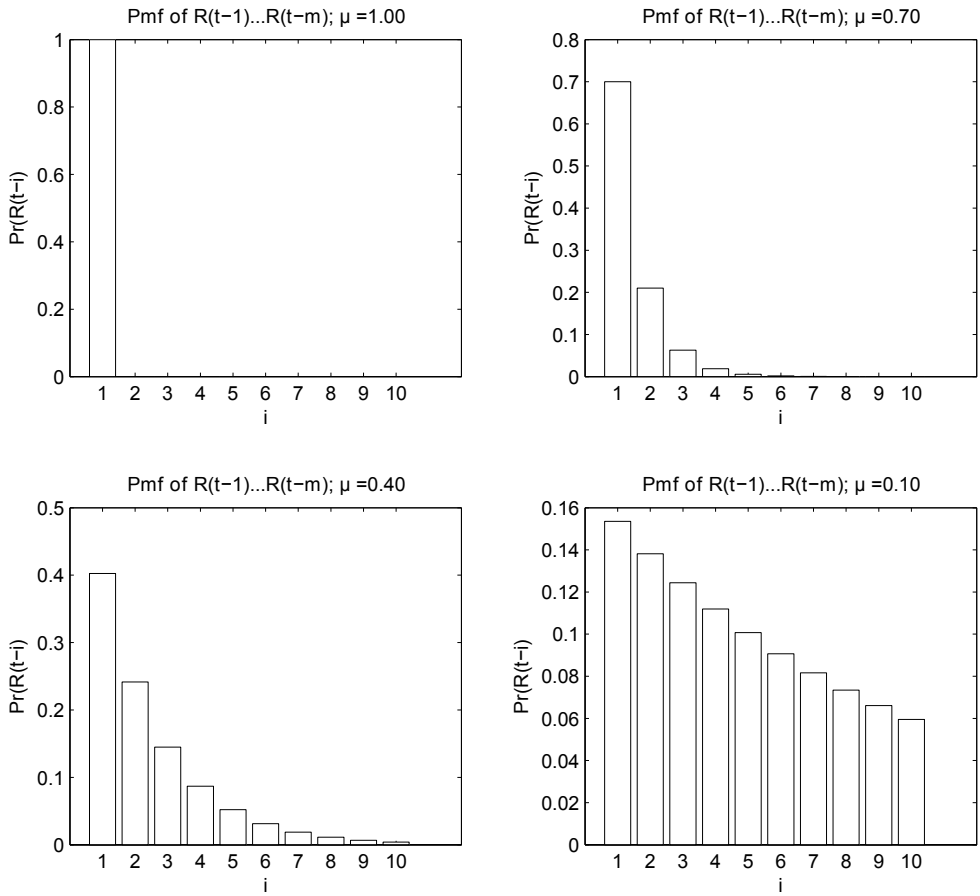 Pmf of R(t−1)...R(t−m); µ =1.00
1
0.8
0.6
0.4
0.2
0
Pr(R(t−i)
1 2 3 4 5 6 7 8 9 10
i
Pmf of R(t−1)...R(t−m); µ =0.70
0.8
0.7
0.6
0.5
0.4
0.3
0.2
0.1
0
Pr(R(t−i)
1 2 3 4 5 6 7 8 9 10
i
Pmf of R(t−1)...R(t−m); µ =0.40
0.5
0.4
0.3
0.2
0.1
0
Pr(R(t−i)
1 2 3 4 5 6 7 8 9 10
i
Pmf of R(t−1)...R(t−m); µ =0.10
0.16
0.14
0.12
0.1
0.08
0.06
0.04
0.02
0
Pr(R(t−i)
1 2 3 4 5 6 7 8 9 10
i